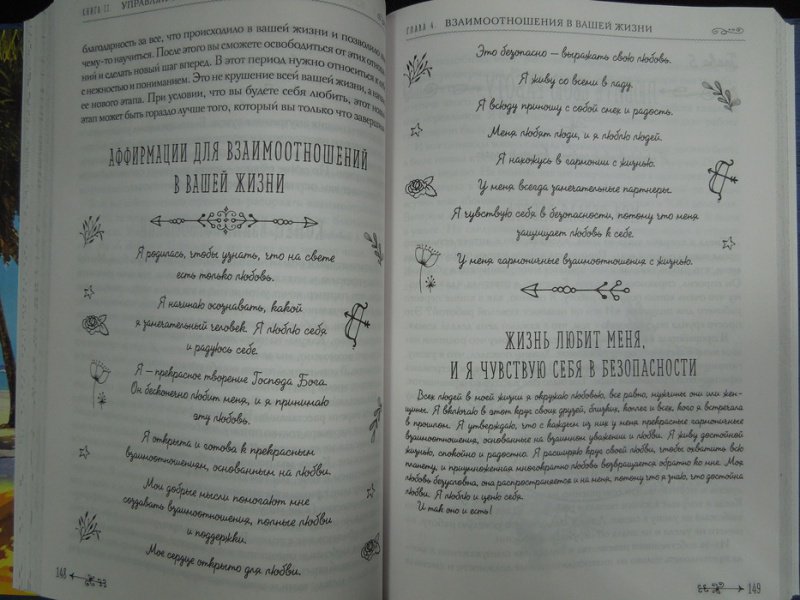 КНИГА II УПРАВЛЯЙ
благодарность за все, что происходило в вашей жизни и позволило
чему-то научиться. После этого вы сможете освободиться от этих
ний и сделать новый шаг вперед. В этот период нужно относиться к
с нежностью и пониманием. Это не крушение всей вашей жизни, а
ее нового этапа. При условии, что вы будете себя любить, этот
этап может быть гораздо лучше того, который вы только что
АФФИРМАЦИИ ДЛЯ ВЗАИМООТНОШЕНИЙ
В ВАШЕЙ ЖИЗНИ
Я родилась, чтобы узнать, что на свете
есть только любовь.
Я начинаю осознавать, какой
я замечательный человек. Я люблю себя
и радуюсь себе.
Я — прекрасное творение Господа Бога.
Он бесконечно любит меня, и я принимаю
эту любовь.
Я открыта и готова к прекрасным
взаимоотношениям, основанным на любви.
Мои добрые мысли помогают мне
создавать взаимоотношения, полные любви
и поддержки.
Мое сердце открыто для любви.
148
ГЛАВА 4 ВЗАИМООТНОШЕНИЯ В ВАШЕЙ ЖИЗНИ
Это безопасно — выражать свою любовь.
Я живу со всеми в ладу.
Я всюду приношу с собой смех и радость.
Меня любят люди, и я люблю людей.
Я нахожусь в гармонии с жизнью.
У меня всегда замечательные партнеры.
Я чувствую себя в безопасности, потому что меня
защищает любовь к себе.
У меня гармоничные взаимоотношения с жизнью.
ЖИЗНЬ ЛЮБИТ МЕНЯ,
И Я ЧУВСТВУЮ СЕБЯ В БЕЗОПАСНОСТИ
Всех людей в моей жизни я окружаю любовью, все равно, мужчины они или жен-
щины. Я включаю в этот круг своих друзей, близких, коллег и всех, кого я встречала
в прошлом. Я утверждаю, что с каждым из них у меня прекрасные гармоничные
взаимоотношения, основанные на взаимном уважении и любви. Я живу достойной
жизнью, спокойно и радостно. Я расширяю круг своей любви, чтобы охватить всю
планету, и приумноженная многократно любовь возвращается обратно ко мне. Моя
любовь безусловна, она распространяется и на меня, потому что я знаю, что достойна
любви. Я люблю и ценю себя.
И так оно и есть!
149